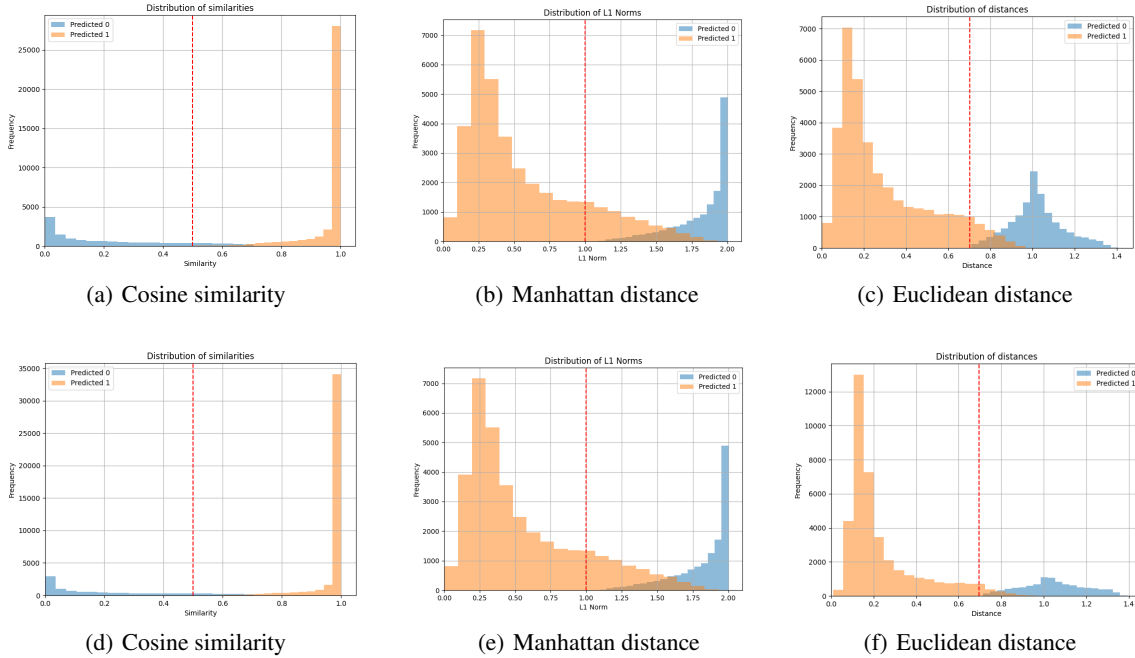 Distribution of similarities
Predicted 0
Predicted 1
Frequency
25000
20000
15000
10000
5000
0
0.0 0.2 0.4 0.6 0.8 1.0
Similarity
(a) Cosine similarity
Distribution of L1 Norms
Predicted 0
Predicted 1
Frequency
7000
6000
5000
4000
3000
2000
1000
0
0.00 0.25 0.50 0.75 1.00 1.25 1.50 1.75 2.00
L1 Norm
(b) Manhattan distance
Distribution of distances
Predicted 0
Predicted 1
Frequency
7000
6000
5000
4000
3000
2000
1000
0
0.0 0.2 0.4 0.6 0.8 1.0 1.2 1.4
Distance
(c) Euclidean distance
Distribution of similarities
Predicted 0
Predicted 1
Frequency
35000
30000
25000
20000
15000
10000
5000
0
0.0 0.2 0.4 0.6 0.8 1.0
Similarity
(d) Cosine similarity
Distribution of L1 Norms
Predicted 0
Predicted 1
Frequency
7000
6000
5000
4000
3000
2000
1000
0
0.00 0.25 0.50 0.75 1.00 1.25 1.50 1.75 2.00
L1 Norm
(e) Manhattan distance
Distribution of distances
Predicted 0
Predicted 1
Frequency
12000
10000
8000
6000
4000
2000
0
0.0 0.2 0.4 0.6 0.8 1.0 1.2 1.4
Distance
(f) Euclidean distance